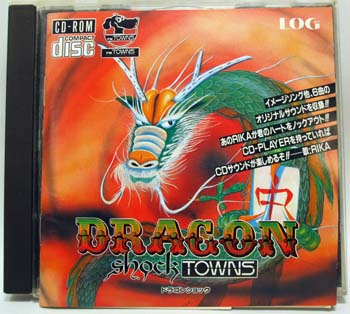 CD-ROM
COMPACT
disc
FM TOWNS
LOG
イメージソング他、6曲の
オリジナルサウンドを収録!!
あのRIKAが君のハートをノックアウト!!
CD-PLAYERを持っていれば
CDサウンドが楽しめるぞ!!——歌:RIKA
中
DRAGON
shock TOWNS
ドラゴンショック